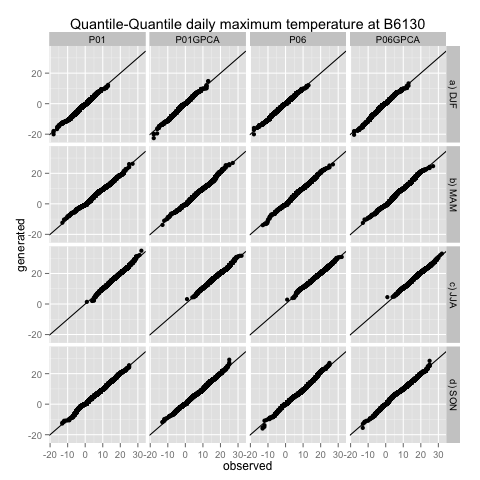 Quantile-Quantile daily maximum temperature at B6130
P01 P01GPCA P06 P06GPCA
20
0
-20
a) DJF
20
0
-20
b) MAM
20
0
-20
c) JJA
20
0
-20
d) SON
generated
-20 -10 0 10 20 30 -20 -10 0 10 20 30 -20 -10 0 10 20 30 -20 -10 0 10 20 30
observed